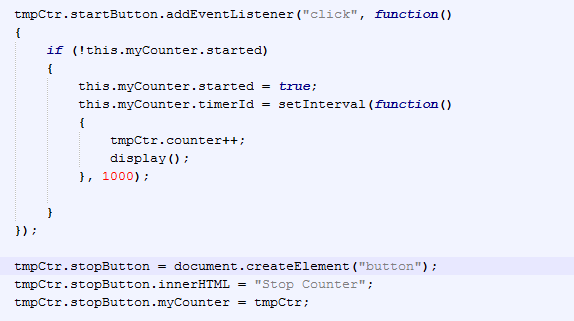 tmpCtr.startButton.addEventListener("click", function()
{
    if (!this.myCounter.started)
    {
        this.myCounter.started = true;
        this.myCounter.timerId = setInterval(function()
        {
            tmpCtr.counter++;
            display();
        }, 1000);

    }
});

tmpCtr.stopButton = document.createElement("button");
tmpCtr.stopButton.innerHTML = "Stop Counter";
tmpCtr.stopButton.myCounter = tmpCtr;